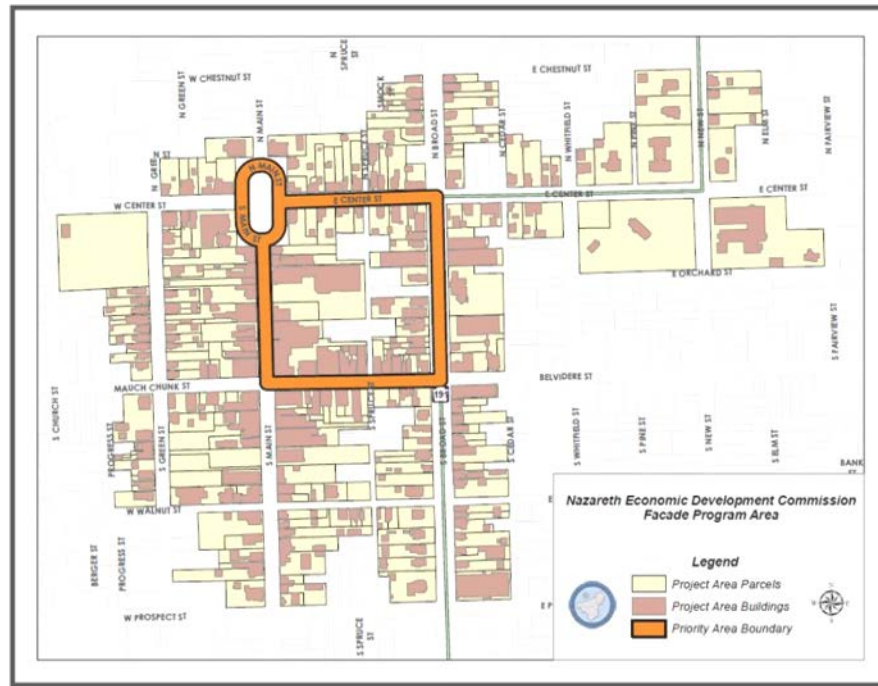 N SPRUCE ST
W CHESTNUT ST
E CHESTNUT ST
N GREEN ST
N MAIN ST
N BROAD ST
N CEDAR ST
N WHITFIELD ST
N PINE ST
N NEW ST
N ELM ST
N FAIRVIEW ST
N SPRUCE ST
N MAIN ST
W CENTER ST
S MAIN ST
E CENTER ST
E CENTER ST
E ORCHARD ST
S FAIRVIEW ST
MAUCH CHUNK ST
BELVIDERE ST
191
S CHURCH ST
PROGRESS ST
S GREEN ST
S MAIN ST
S SPRUCE ST
S BROAD ST
S CEDAR ST
S WHITFIELD ST
S PINE ST
S NEW ST
S ELM ST
BANK
W WALNUT ST
BERGER ST
PROGRESS ST
W PROSPECT ST
S SPRUCE ST
Nazareth Economic Development Commission
Facade Program Area
Legend
Project Area Parcels
Project Area Buildings
Priority Area Boundary